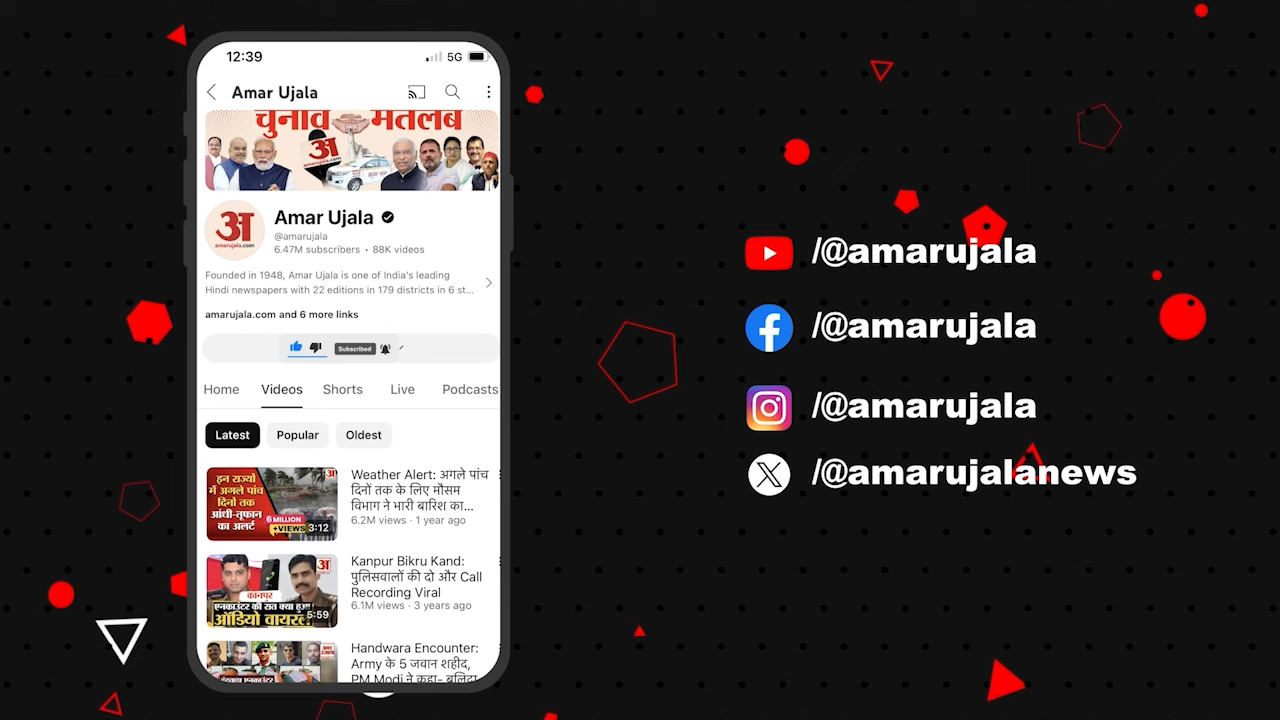 12:39
5G
Amar Ujala
चुनाव मतलब
अ
amarujala.com
अ
amarujala.com
Amar Ujala
@amarujala
6.47M subscribers • 88K videos
Founded in 1948, Amar Ujala is one of India's leading
Hindi newspapers with 22 editions in 179 districts in 6 st...
amarujala.com and 6 more links
Subscribed
Home Videos Shorts Live Podcasts
Latest Popular Oldest
इन राज्यों
में अगले पांच
दिनों तक
आंधी-तूफान
का अलर्ट
अ
6 MILLION
+VIEWS
3:12
Weather Alert: अगले पांच
दिनों तक के लिए मौसम
विभाग ने भारी बारिश का...
6.2M views · 1 year ago
अ
कानपुर
एनकाउंटर की रात क्या हुआ
ऑडियो वायरल
5:59
Kanpur Bikru Kand:
पुलिसवालों की दो और Call
Recording Viral
6.1M views · 3 years ago
Handwara Encounter:
Army के 5 जवान शहीद,
PM Modi ने कहा-
/@amarujala
/@amarujala
/@amarujala
/@amarujalanews